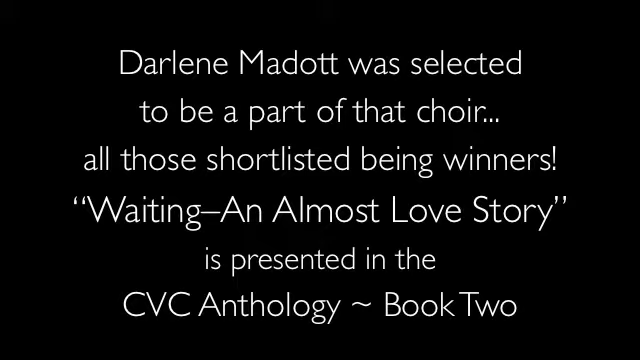 Darlene Madott was selected
to be a part of that choir...
all those shortlisted being winners!
“Waiting–An Almost Love Story”
is presented in the
CVC Anthology ~ Book Two